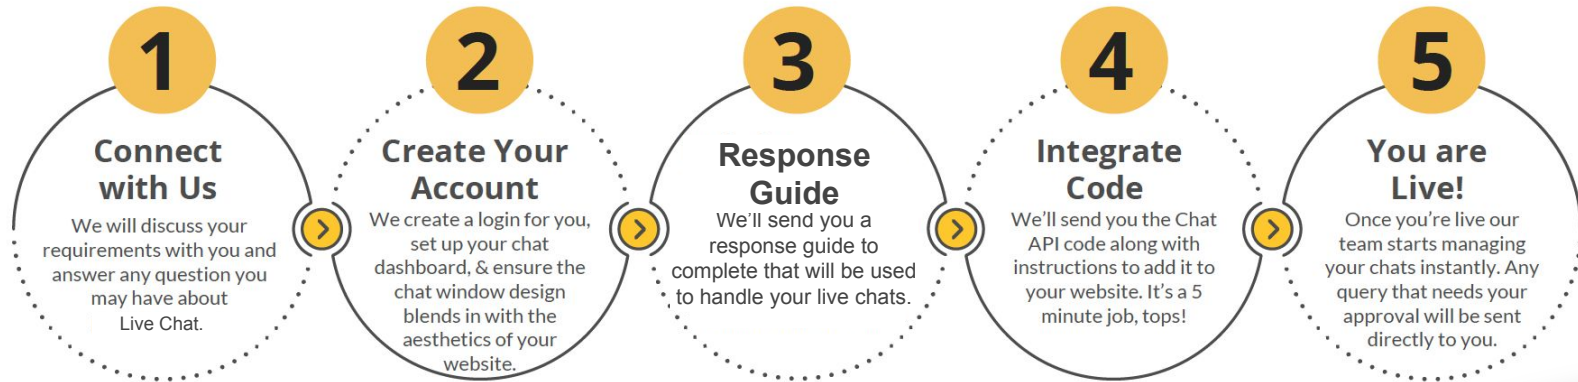 1
Connect
with Us
We will discuss your
requirements with you and
answer any question you
may have about
Live Chat.
2
Create Your
Account
We create a login for you,
set up your chat
dashboard, & ensure the
chat window design
blends in with the
aesthetics of your
website.
3
Response
Guide
We'll send you a
response guide to
complete that will be used
to handle your live chats.
4
Integrate
Code
We'll send you the Chat
API code along with
instructions to add it to
your website. It's a 5
minute job, tops!
5
You are
Live!
Once you're live our
team starts managing
your chats instantly. Any
query that needs your
approval will be sent
directly to you.